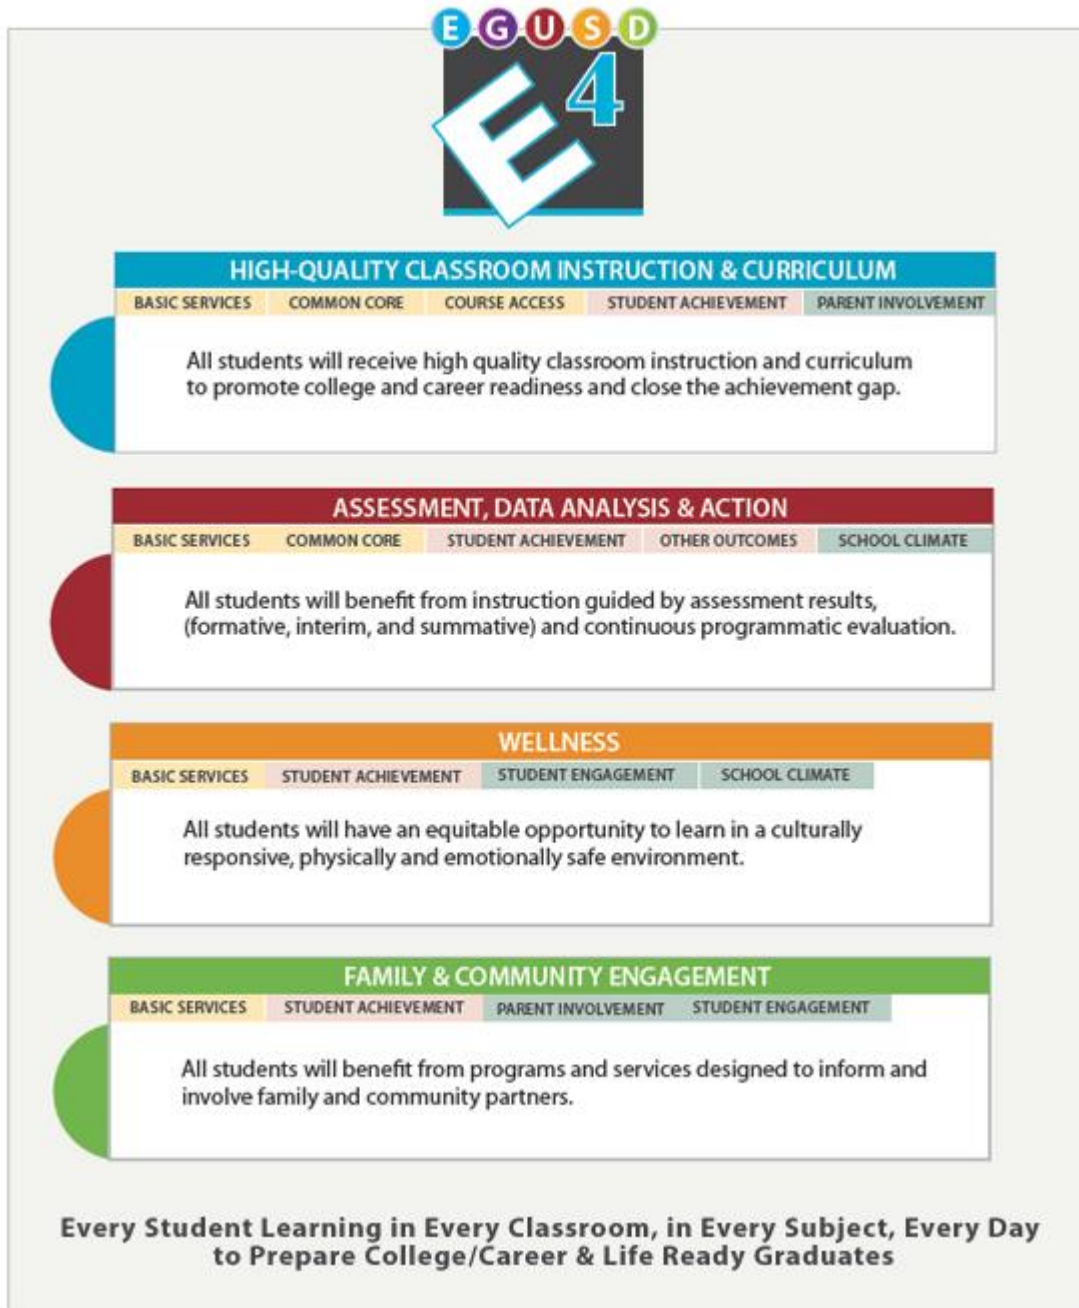 EGUSD
E4
HIGH-QUALITY CLASSROOM INSTRUCTION & CURRICULUM
BASIC SERVICES COMMON CORE COURSE ACCESS STUDENT ACHIEVEMENT PARENT INVOLVEMENT
All students will receive high quality classroom instruction and curriculum
to promote college and career readiness and close the achievement gap.
ASSESSMENT, DATA ANALYSIS & ACTION
BASIC SERVICES COMMON CORE STUDENT ACHIEVEMENT OTHER OUTCOMES SCHOOL CLIMATE
All students will benefit from instruction guided by assessment results,
(formative, interim, and summative) and continuous programmatic evaluation.
WELLNESS
BASIC SERVICES STUDENT ACHIEVEMENT STUDENT ENGAGEMENT SCHOOL CLIMATE
All students will have an equitable opportunity to learn in a culturally
responsive, physically and emotionally safe environment.
FAMILY & COMMUNITY ENGAGEMENT
BASIC SERVICES STUDENT ACHIEVEMENT PARENT INVOLVEMENT STUDENT ENGAGEMENT
All students will benefit from programs and services designed to inform and
involve family and community partners.
Every Student Learning in Every Classroom, in Every Subject, Every Day
to Prepare College/Career & Life Ready Graduates